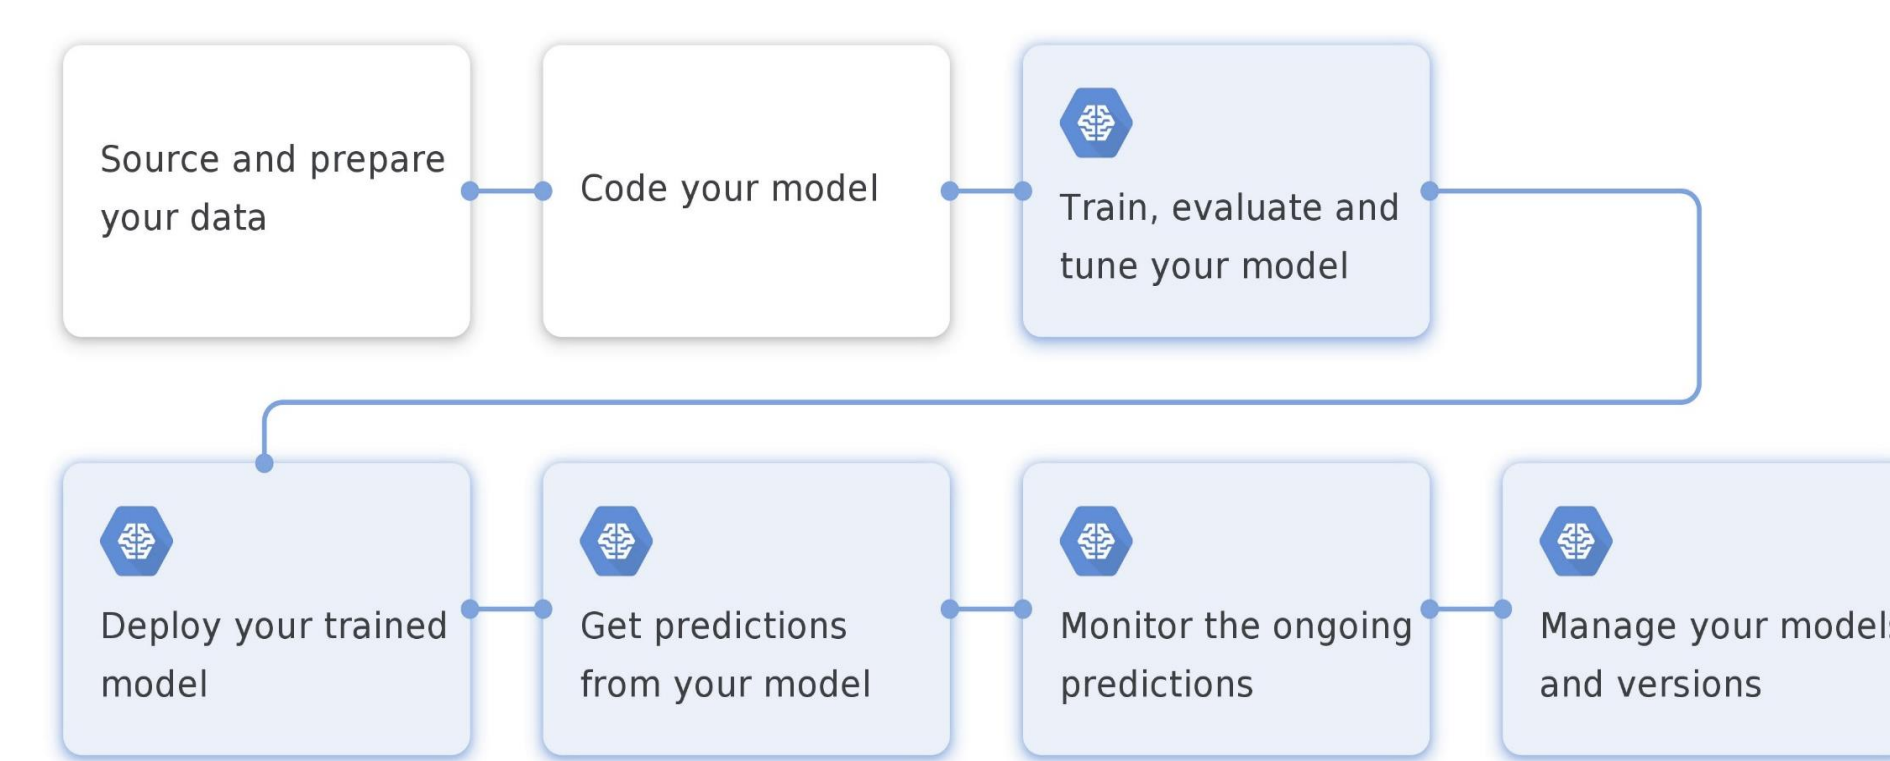 Source and prepare
your data
Code your model
Train, evaluate and
tune your model
Deploy your trained
model
Get predictions
from your model
Monitor the ongoing
predictions
Manage your models
and versions